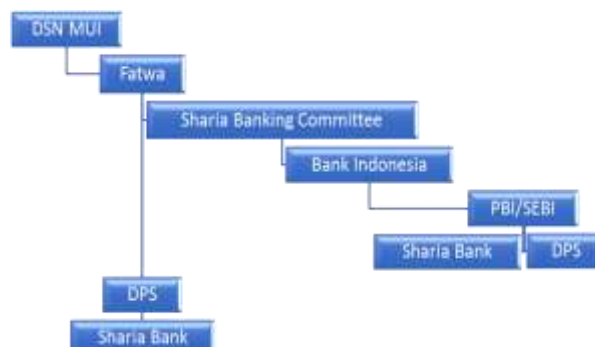 DSN MUI
Fatwa
Sharia Banking Committee
Bank Indonesia
PBI/SEBI
Sharia Bank
DPS
DPS
Sharia Bank